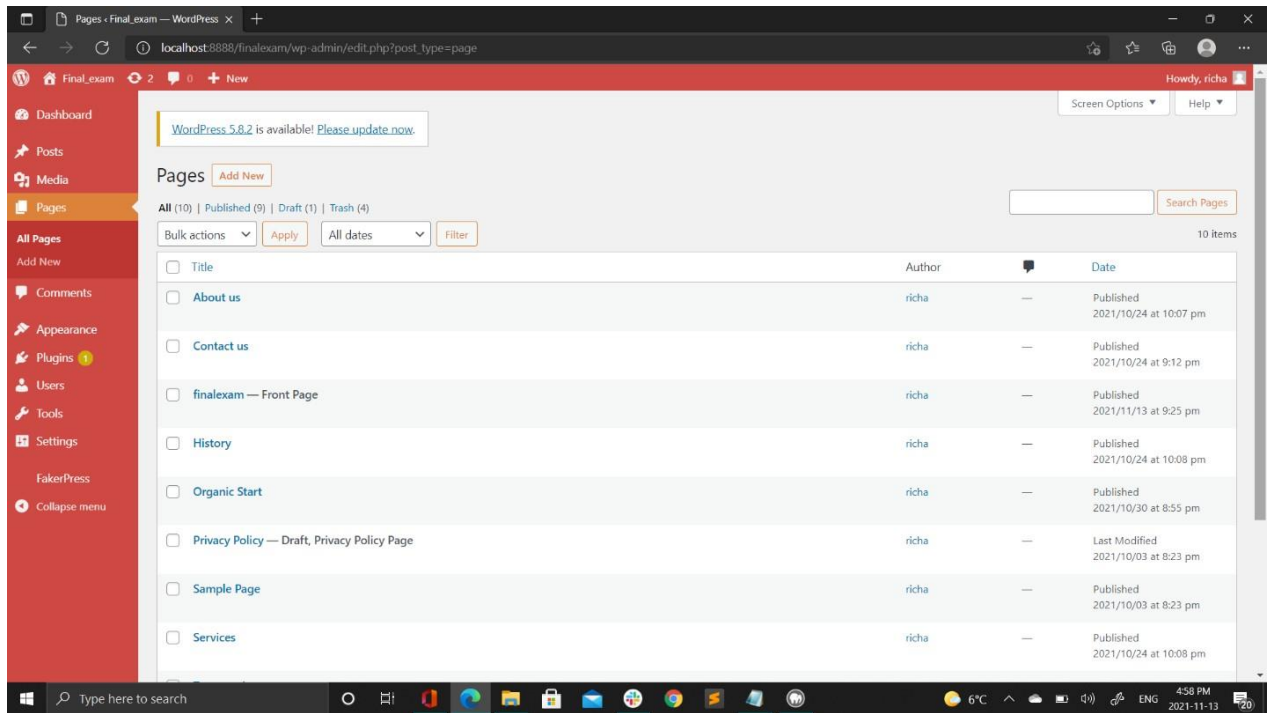 Pages ‹ Final_exam — WordPress
localhost:8888/finalexam/wp-admin/edit.php?post_type=page
Final_exam 2 0 + New Howdy, richa
Dashboard
Posts
Media
Pages
All Pages
Add New
Comments
Appearance
Plugins 1
Users
Tools
Settings
FakerPress
Collapse menu
Screen Options ▼ Help ▼
WordPress 5.8.2 is available! Please update now.
Pages Add New
All (10) | Published (9) | Draft (1) | Trash (4)
Search Pages
Bulk actions Apply All dates Filter
10 items
Title Author Date
About us richa — Published
2021/10/24 at 10:07 pm
Contact us richa — Published
2021/10/24 at 9:12 pm
finalexam — Front Page richa — Published
2021/11/13 at 9:25 pm
History richa — Published
2021/10/24 at 10:08 pm
Organic Start richa — Published
2021/10/30 at 8:55 pm
Privacy Policy — Draft, Privacy Policy Page richa — Last Modified
2021/10/03 at 8:23 pm
Sample Page richa — Published
2021/10/03 at 8:23 pm
Services richa — Published
2021/10/24 at 10:08 pm
Type here to search
6°C ENG 4:58 PM
2021-11-13
20